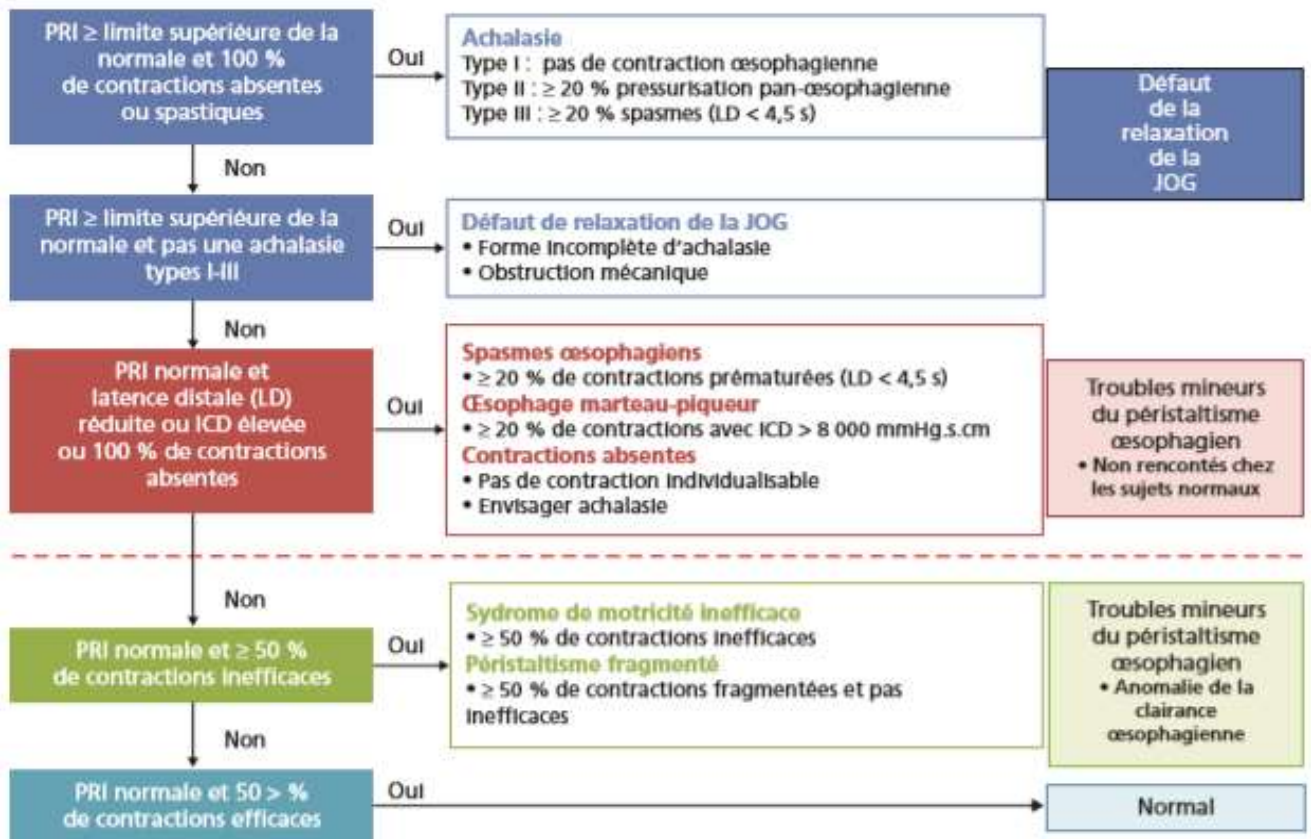 PRI ≥ limite supérieure de la
normale et 100 %
de contractions absentes
ou spastiques
Oui
Achalasie
Type I : pas de contraction œsophagienne
Type II : ≥ 20 % pressurisation pan-œsophagienne
Type III : ≥ 20 % spasmes (LD < 4,5 s)
Défaut
de la
relaxation
de la
JOG
Non
PRI ≥ limite supérieure de la
normale et pas une achalasie
types I-III
Oui
Défaut de relaxation de la JOG
• Forme incomplète d'achalasie
• Obstruction mécanique
Non
PRI normale et
latence distale (LD)
réduite ou ICD élevée
ou 100 % de contractions
absentes
Oui
Spasmes œsophagiens
• ≥ 20 % de contractions prématurées (LD < 4,5 s)
Œsophage marteau-piqueur
• ≥ 20 % de contractions avec ICD > 8 000 mmHg.s.cm
Contractions absentes
• Pas de contraction individualisable
• Envisager achalasie
Troubles mineurs
du péristaltisme
œsophagien
• Non rencontés chez
les sujets normaux
Non
PRI normale et ≥ 50 %
de contractions inefficaces
Oui
Sydrome de motricité inefficace
• ≥ 50 % de contractions inefficaces
Péristaltisme fragmenté
• ≥ 50 % de contractions fragmentées et pas
inefficaces
Troubles mineurs
du péristaltisme
œsophagien
• Anomalie de la
clairance
œsophagienne
Non
PRI normale et 50 > %
de contractions efficaces
Oui
Normal